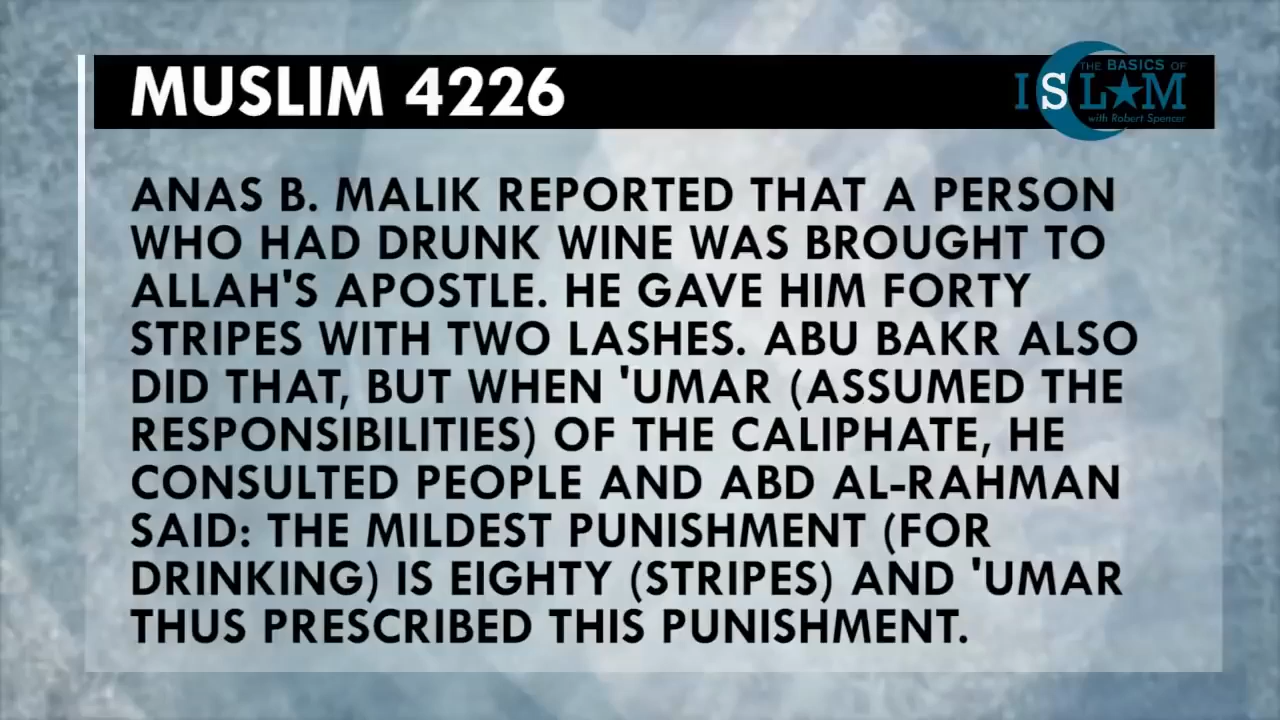 MUSLIM 4226
THE BASICS OF
ISL★M
with Robert Spencer
ANAS B. MALIK REPORTED THAT A PERSON
WHO HAD DRUNK WINE WAS BROUGHT TO
ALLAH'S APOSTLE. HE GAVE HIM FORTY
STRIPES WITH TWO LASHES. ABU BAKR ALSO
DID THAT, BUT WHEN 'UMAR (ASSUMED THE
RESPONSIBILITIES) OF THE CALIPHATE, HE
CONSULTED PEOPLE AND ABD AL-RAHMAN
SAID: THE MILDEST PUNISHMENT (FOR
DRINKING) IS EIGHTY (STRIPES) AND 'UMAR
THUS PRESCRIBED THIS PUNISHMENT.